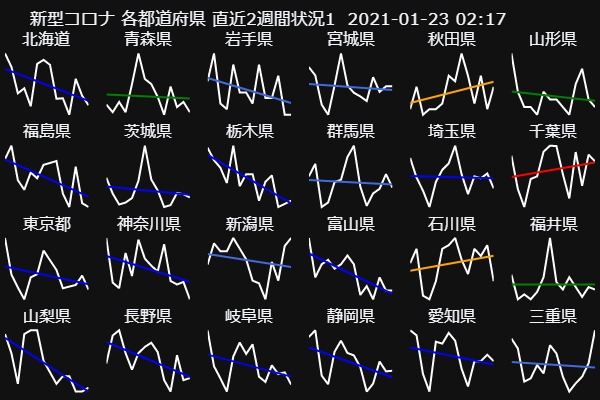 新型コロナ 各都道府県 直近2週間状況1 2021-01-23 02:17
北海道 青森県 岩手県 宮城県 秋田県 山形県
福島県 茨城県 栃木県 群馬県 埼玉県 千葉県
東京都 神奈川県 新潟県 富山県 石川県 福井県
山梨県 長野県 岐阜県 静岡県 愛知県 三重県